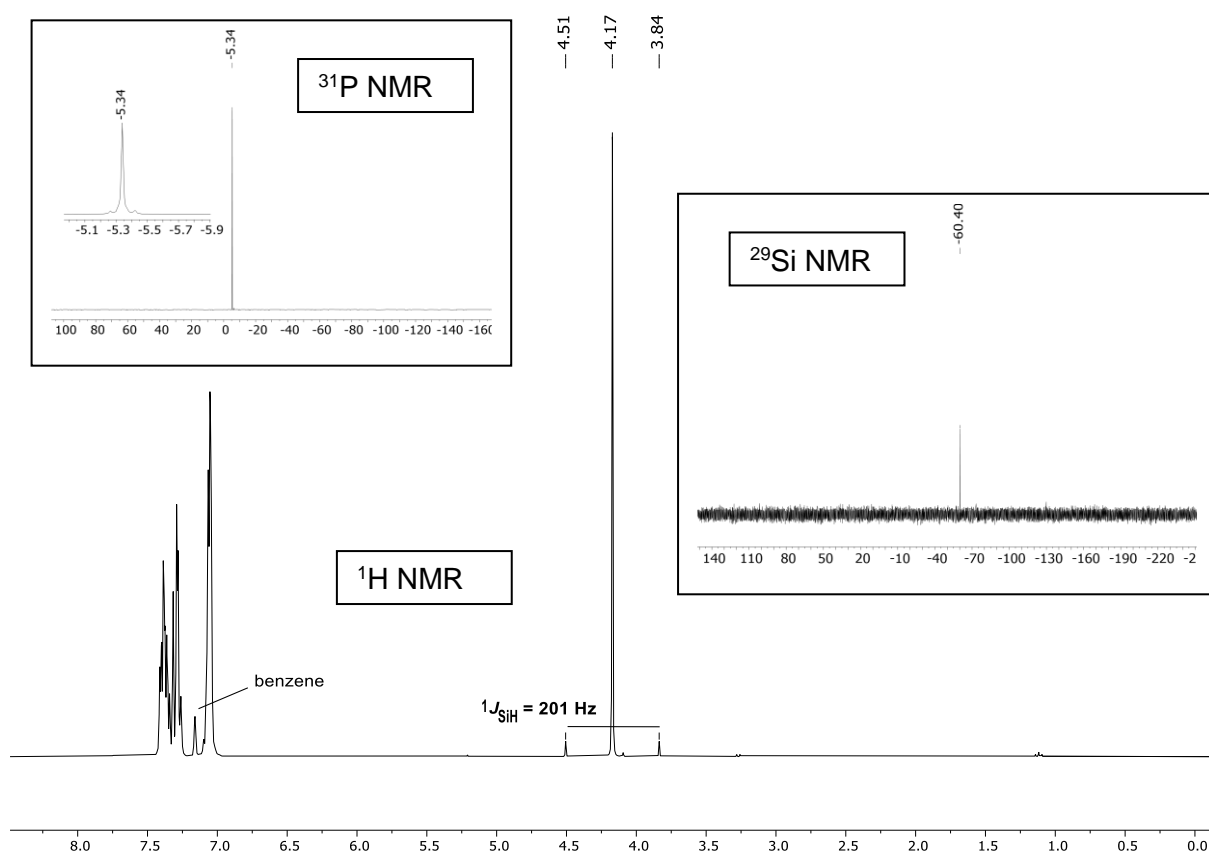 -5.34
³¹P NMR
-5.34
-5.1 -5.3 -5.5 -5.7 -5.9
100 80 60 40 20 0 -20 -40 -60 -80 -100 -120 -140 -160
4.51
4.17
3.84
-60.40
²⁹Si NMR
140 110 80 50 20 -10 -40 -70 -100 -130 -160 -190 -220 -2
¹H NMR
benzene
¹J_SiH = 201 Hz
8.0 7.5 7.0 6.5 6.0 5.5 5.0 4.5 4.0 3.5 3.0 2.5 2.0 1.5 1.0 0.5 0.0